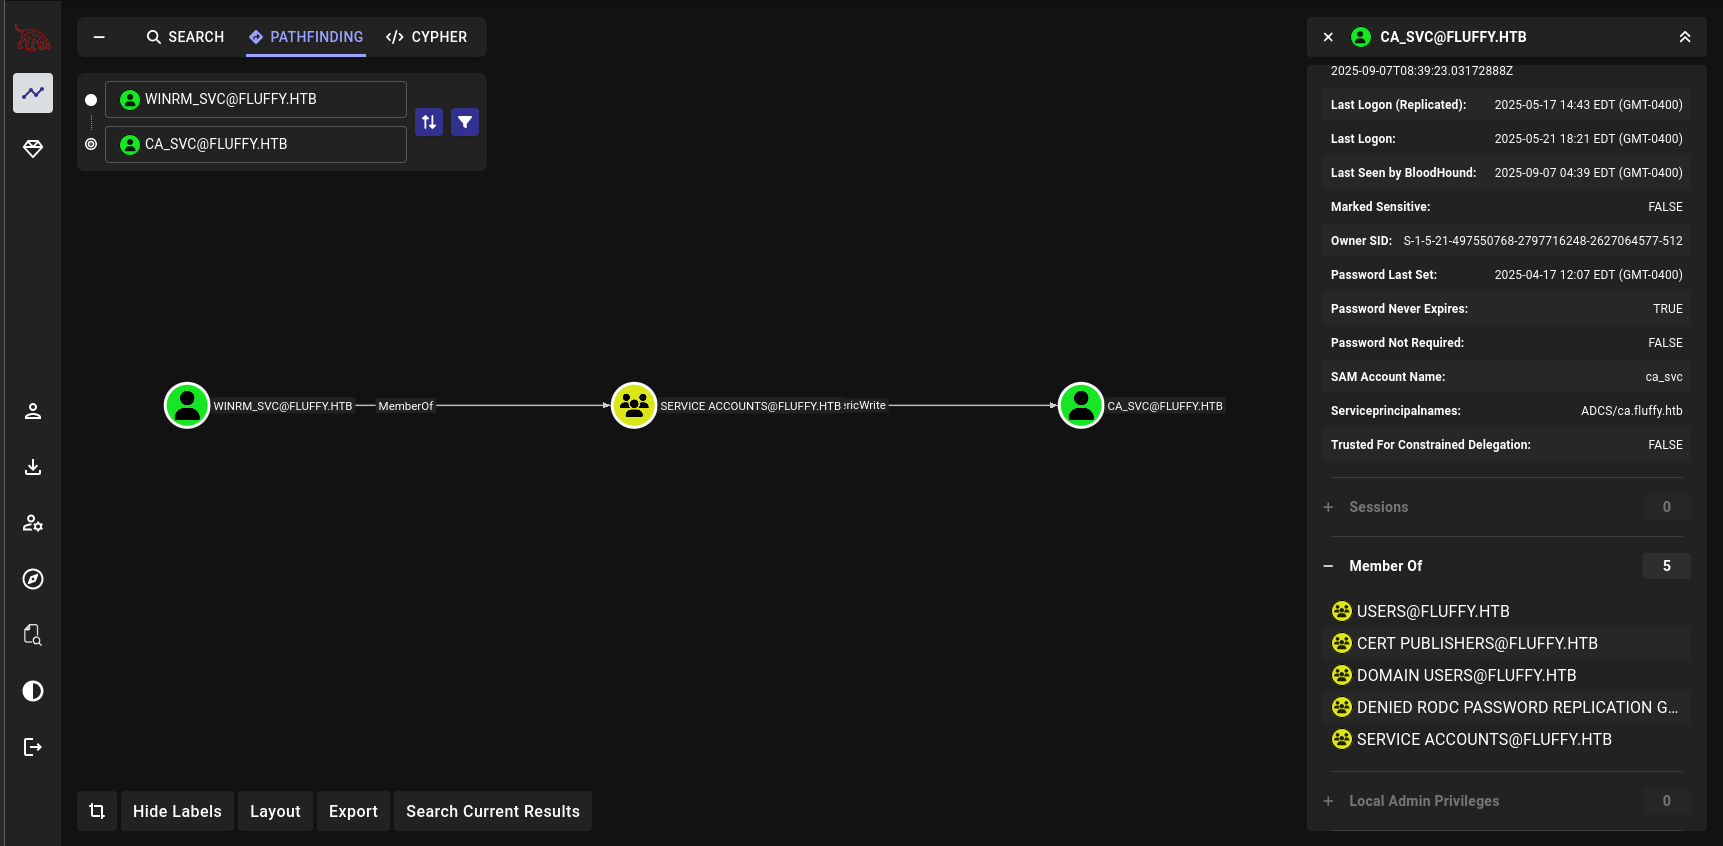 SEARCH
PATHFINDING
CYPHER
WINRM_SVC@FLUFFY.HTB
CA_SVC@FLUFFY.HTB
WINRM_SVC@FLUFFY.HTB
MemberOf
SERVICE ACCOUNTS@FLUFFY.HTB
ricWrite
CA_SVC@FLUFFY.HTB
Hide Labels
Layout
Export
Search Current Results
CA_SVC@FLUFFY.HTB
2025-09-07T08:39:23.03172888Z
Last Logon (Replicated): 2025-05-17 14:43 EDT (GMT-0400)
Last Logon: 2025-05-21 18:21 EDT (GMT-0400)
Last Seen by BloodHound: 2025-09-07 04:39 EDT (GMT-0400)
Marked Sensitive: FALSE
Owner SID: S-1-5-21-497550768-2797716248-2627064577-512
Password Last Set: 2025-04-17 12:07 EDT (GMT-0400)
Password Never Expires: TRUE
Password Not Required: FALSE
SAM Account Name: ca_svc
Serviceprincipalnames: ADCS/ca.fluffy.htb
Trusted For Constrained Delegation: FALSE
Sessions 0
Member Of 5
USERS@FLUFFY.HTB
CERT PUBLISHERS@FLUFFY.HTB
DOMAIN USERS@FLUFFY.HTB
DENIED RODC PASSWORD REPLICATION G...
SERVICE ACCOUNTS@FLUFFY.HTB
Local Admin Privileges 0